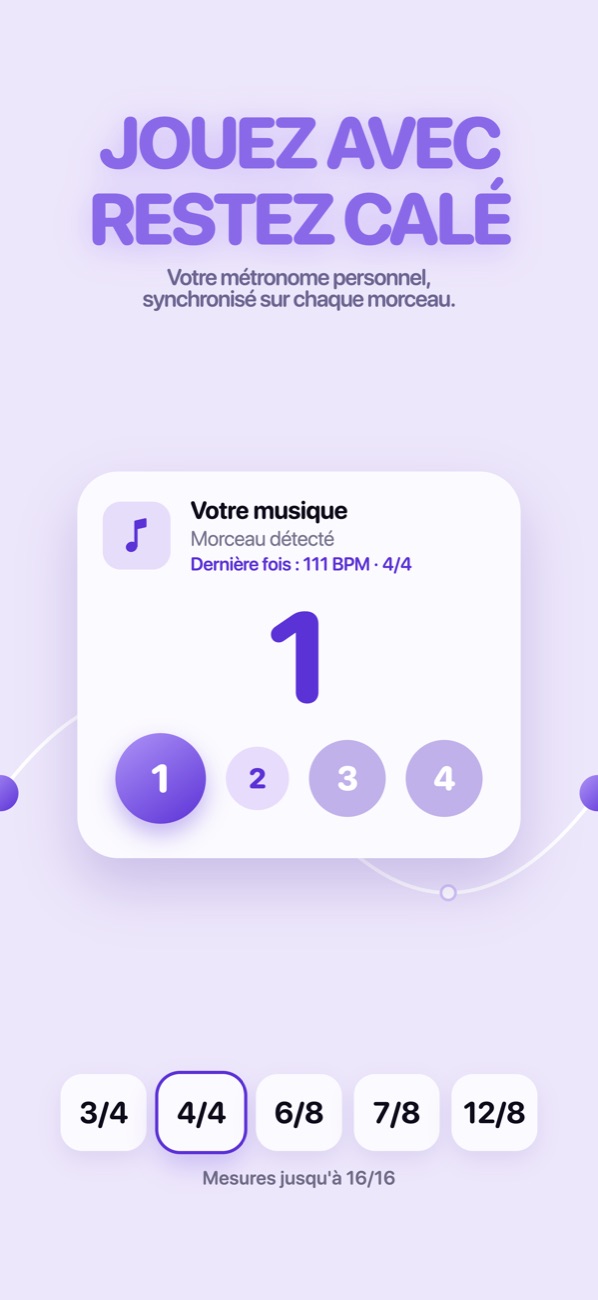 JOUEZ AVEC
RESTEZ CALÉ
Votre métronome personnel,
synchronisé sur chaque morceau.
Votre musique
Morceau détecté
Dernière fois : 111 BPM · 4/4
1
1 2 3 4
3/4 4/4 6/8 7/8 12/8
Mesures jusqu'à 16/16